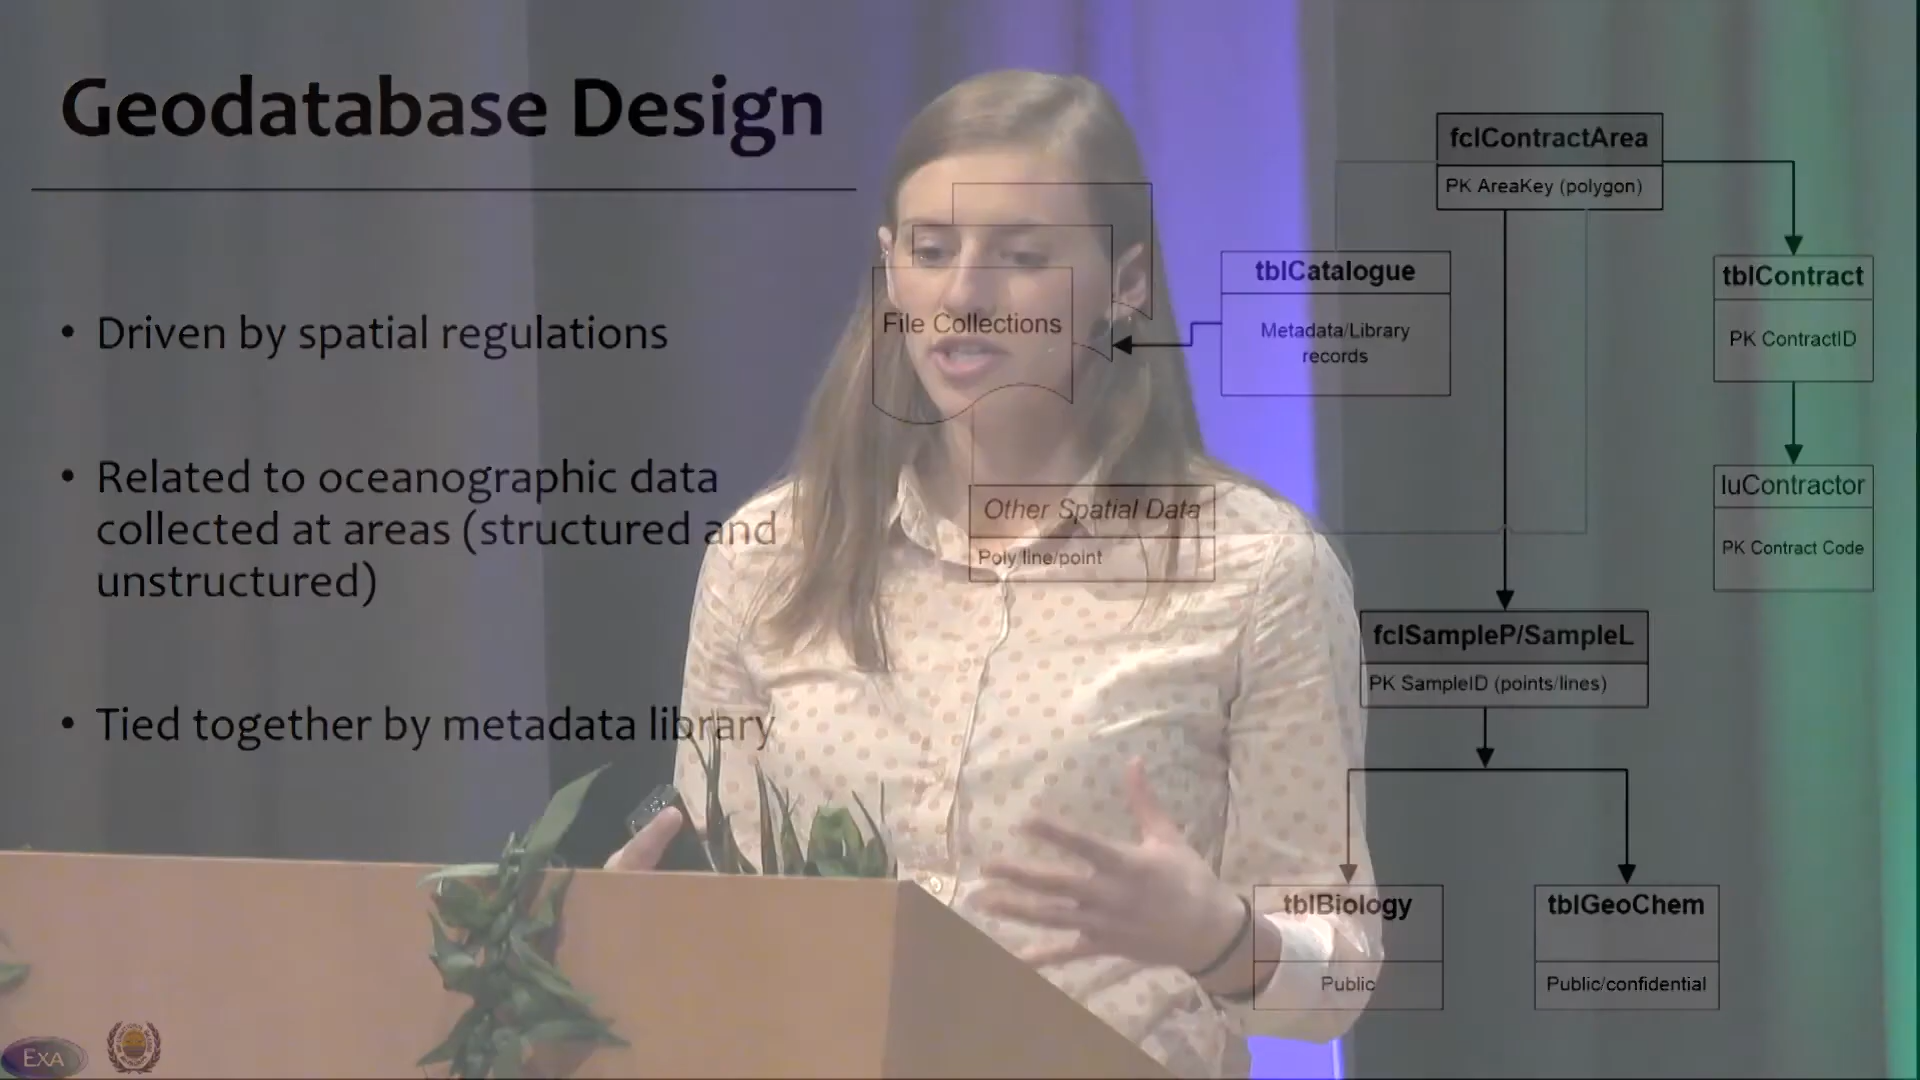 Geodatabase Design
• Driven by spatial regulations
• Related to oceanographic data
collected at areas (structured and
unstructured)
• Tied together by metadata library
fclContractArea
PK AreaKey (polygon)
tblCatalogue
Metadata/Library
records
File Collections
tblContract
PK ContractID
luContractor
PK Contract Code
Other Spatial Data
Poly line/point
fclSampleP/SampleL
PK SampleID (points/lines)
tblBiology
Public
tblGeoChem
Public/confidential
EXA